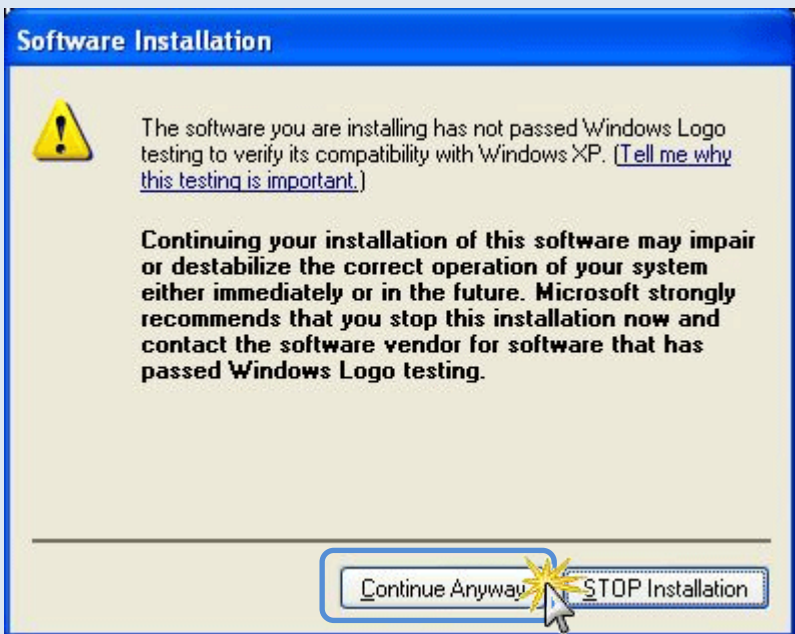 Software Installation
The software you are installing has not passed Windows Logo
testing to verify its compatibility with Windows XP. (Tell me why
this testing is important.)
Continuing your installation of this software may impair
or destabilize the correct operation of your system
either immediately or in the future. Microsoft strongly
recommends that you stop this installation now and
contact the software vendor for software that has
passed Windows Logo testing.
Continue Anyway
STOP Installation